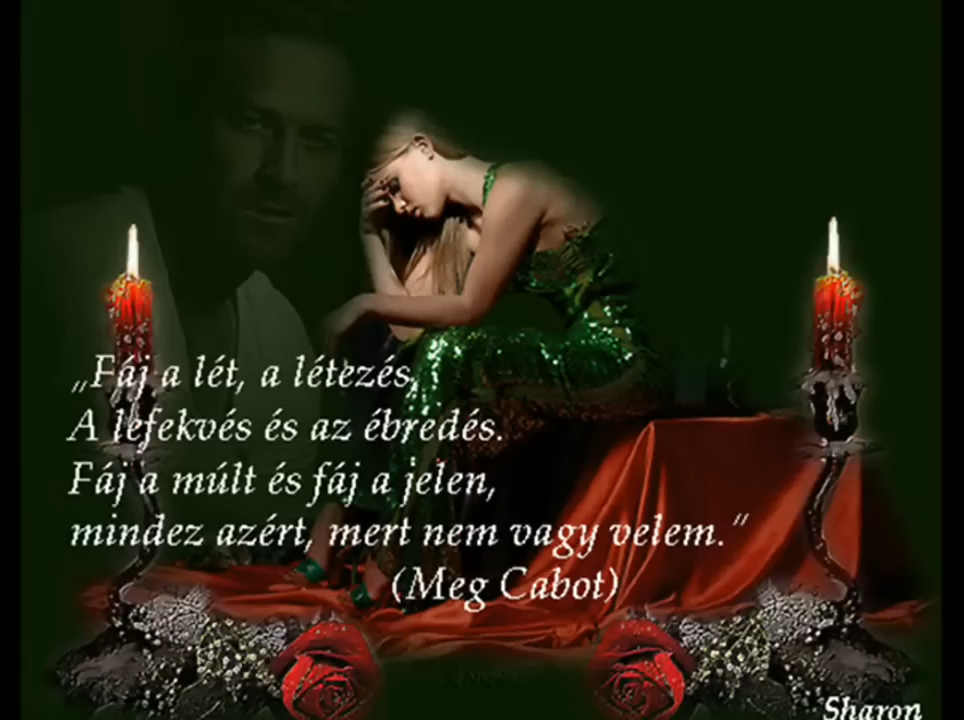 „Fáj a lét, a létezés,
A lefekvés és az ébredés.
Fáj a múlt és fáj a jelen,
mindez azért, mert nem vagy velem.”
(Meg Cabot)
Sharon